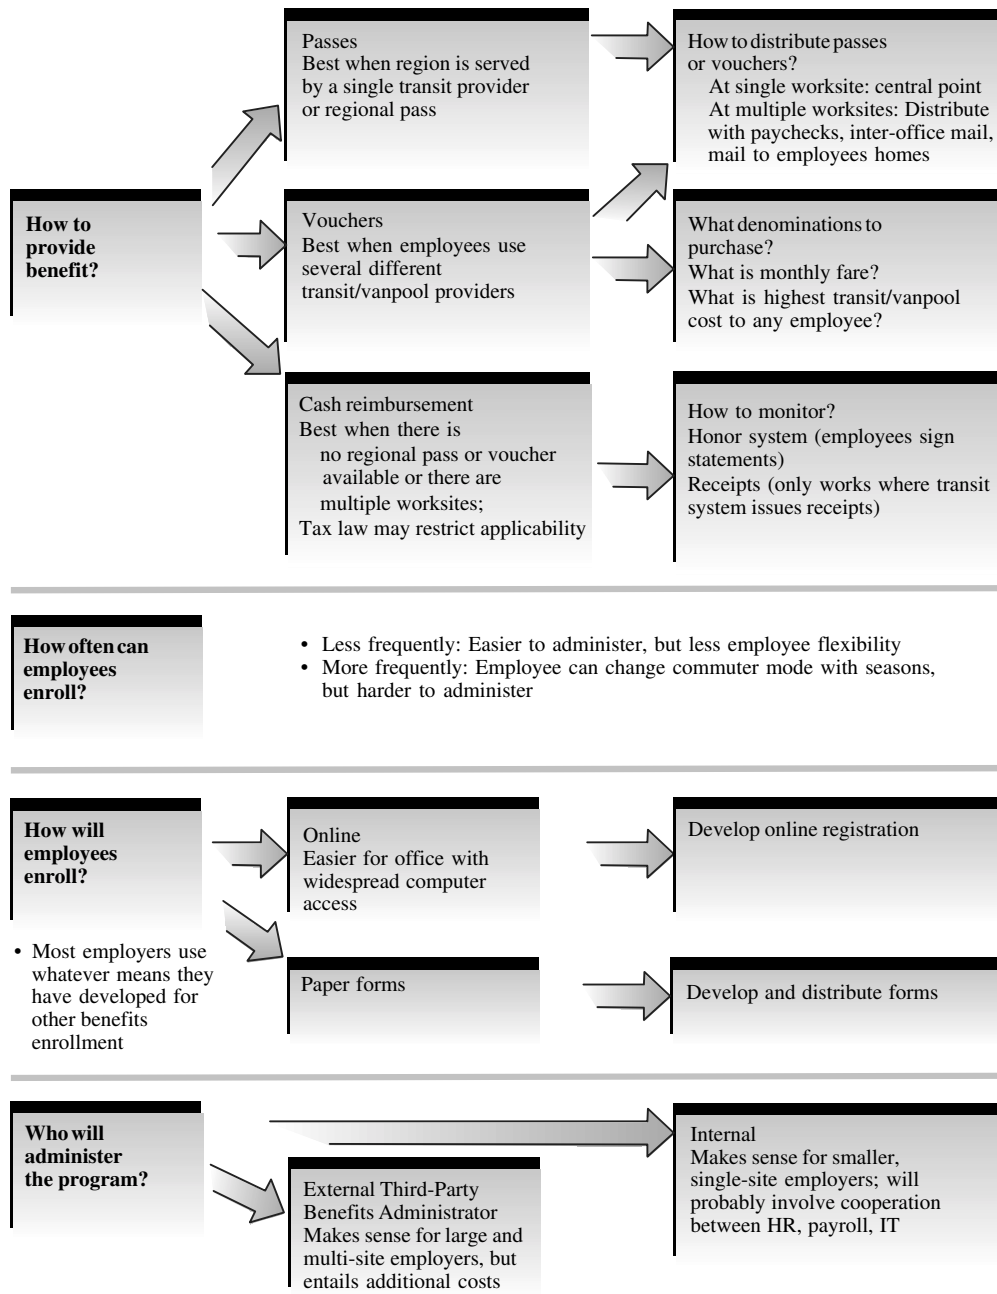 How to
provide
benefit?
Passes
Best when region is served
by a single transit provider
or regional pass
How to distribute passes
or vouchers?
At single worksite: central point
At multiple worksites: Distribute
with paychecks, inter-office mail,
mail to employees homes
Vouchers
Best when employees use
several different
transit/vanpool providers
What denominations to
purchase?
What is monthly fare?
What is highest transit/vanpool
cost to any employee?
Cash reimbursement
Best when there is
no regional pass or voucher
available or there are
multiple worksites;
Tax law may restrict applicability
How to monitor?
Honor system (employees sign
statements)
Receipts (only works where transit
system issues receipts)
How often can
employees
enroll?
• Less frequently: Easier to administer, but less employee flexibility
• More frequently: Employee can change commuter mode with seasons,
but harder to administer
How will
employees
enroll?
• Most employers use
whatever means they
have developed for
other benefits
enrollment
Online
Easier for office with
widespread computer
access
Develop online registration
Paper forms
Develop and distribute forms
Who will
administer
the program?
External Third-Party
Benefits Administrator
Makes sense for large and
multi-site employers, but
entails additional costs
Internal
Makes sense for smaller,
single-site employers; will
probably involve cooperation
between HR, payroll, IT